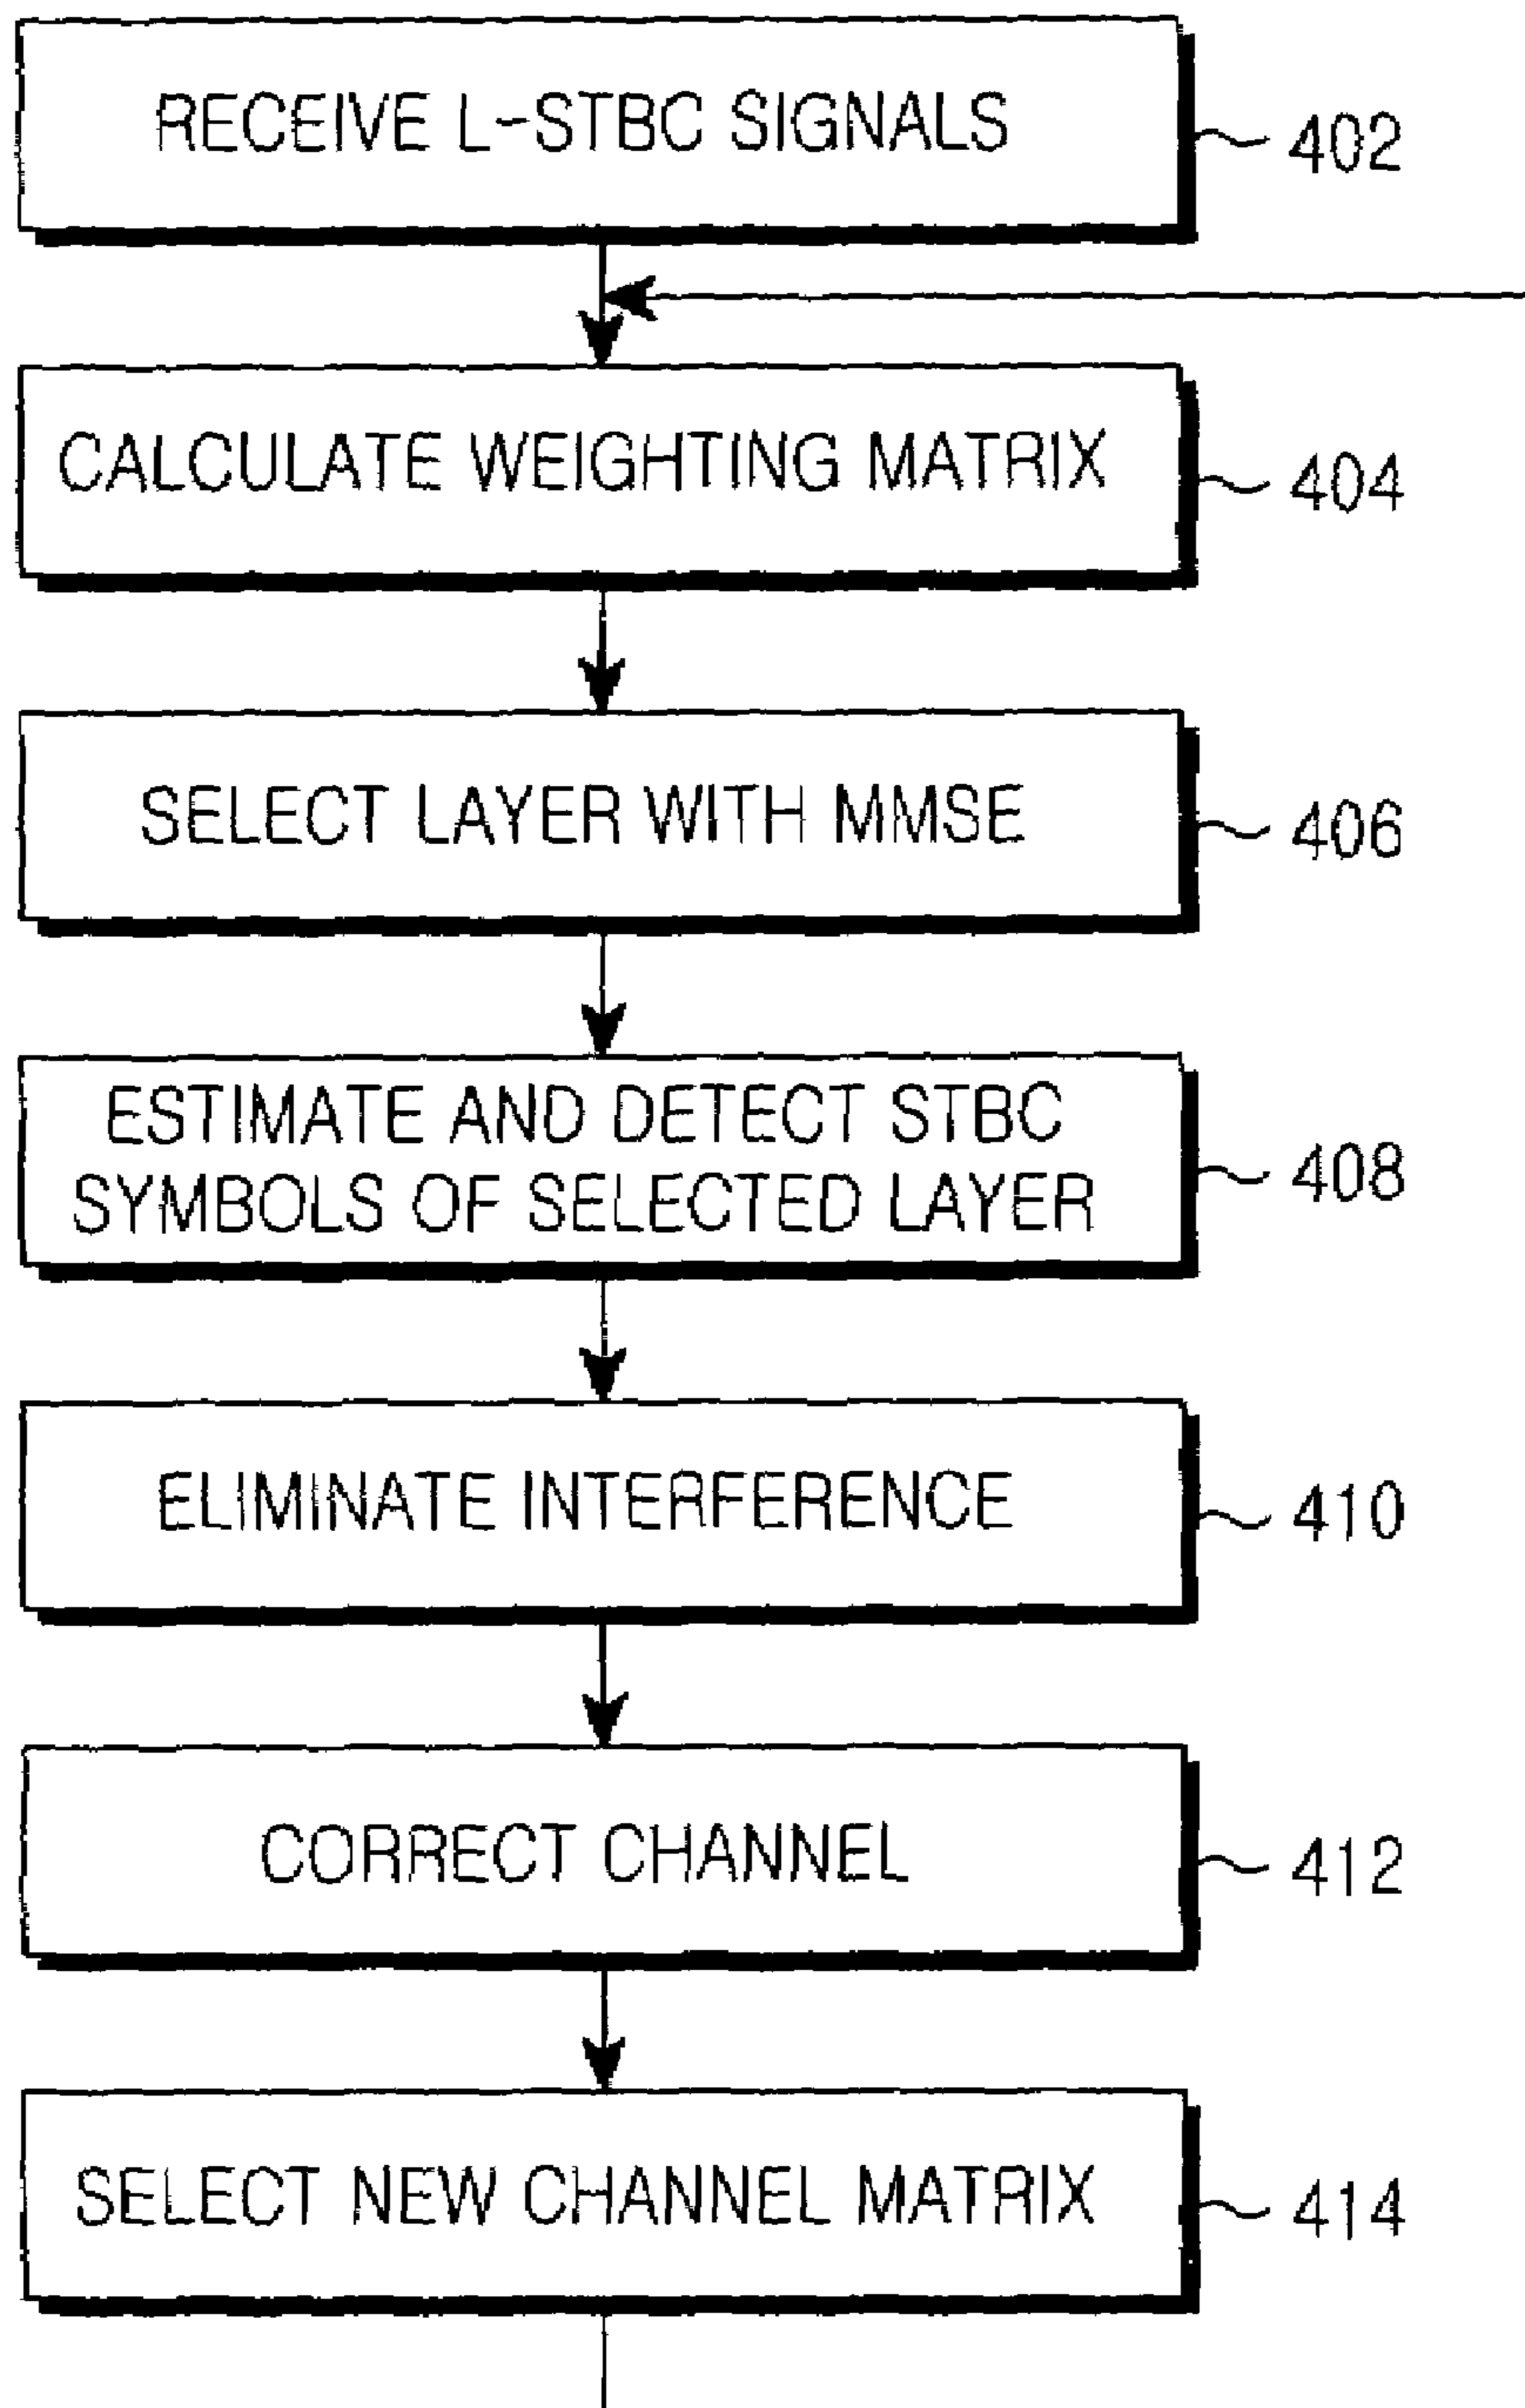 RECEIVE L-STBC SIGNALS
402
CALCULATE WEIGHTING MATRIX
404
SELECT LAYER WITH MMSE
406
ESTIMATE AND DETECT STBC
SYMBOLS OF SELECTED LAYER
408
ELIMINATE INTERFERENCE
410
CORRECT CHANNEL
412
SELECT NEW CHANNEL MATRIX
414